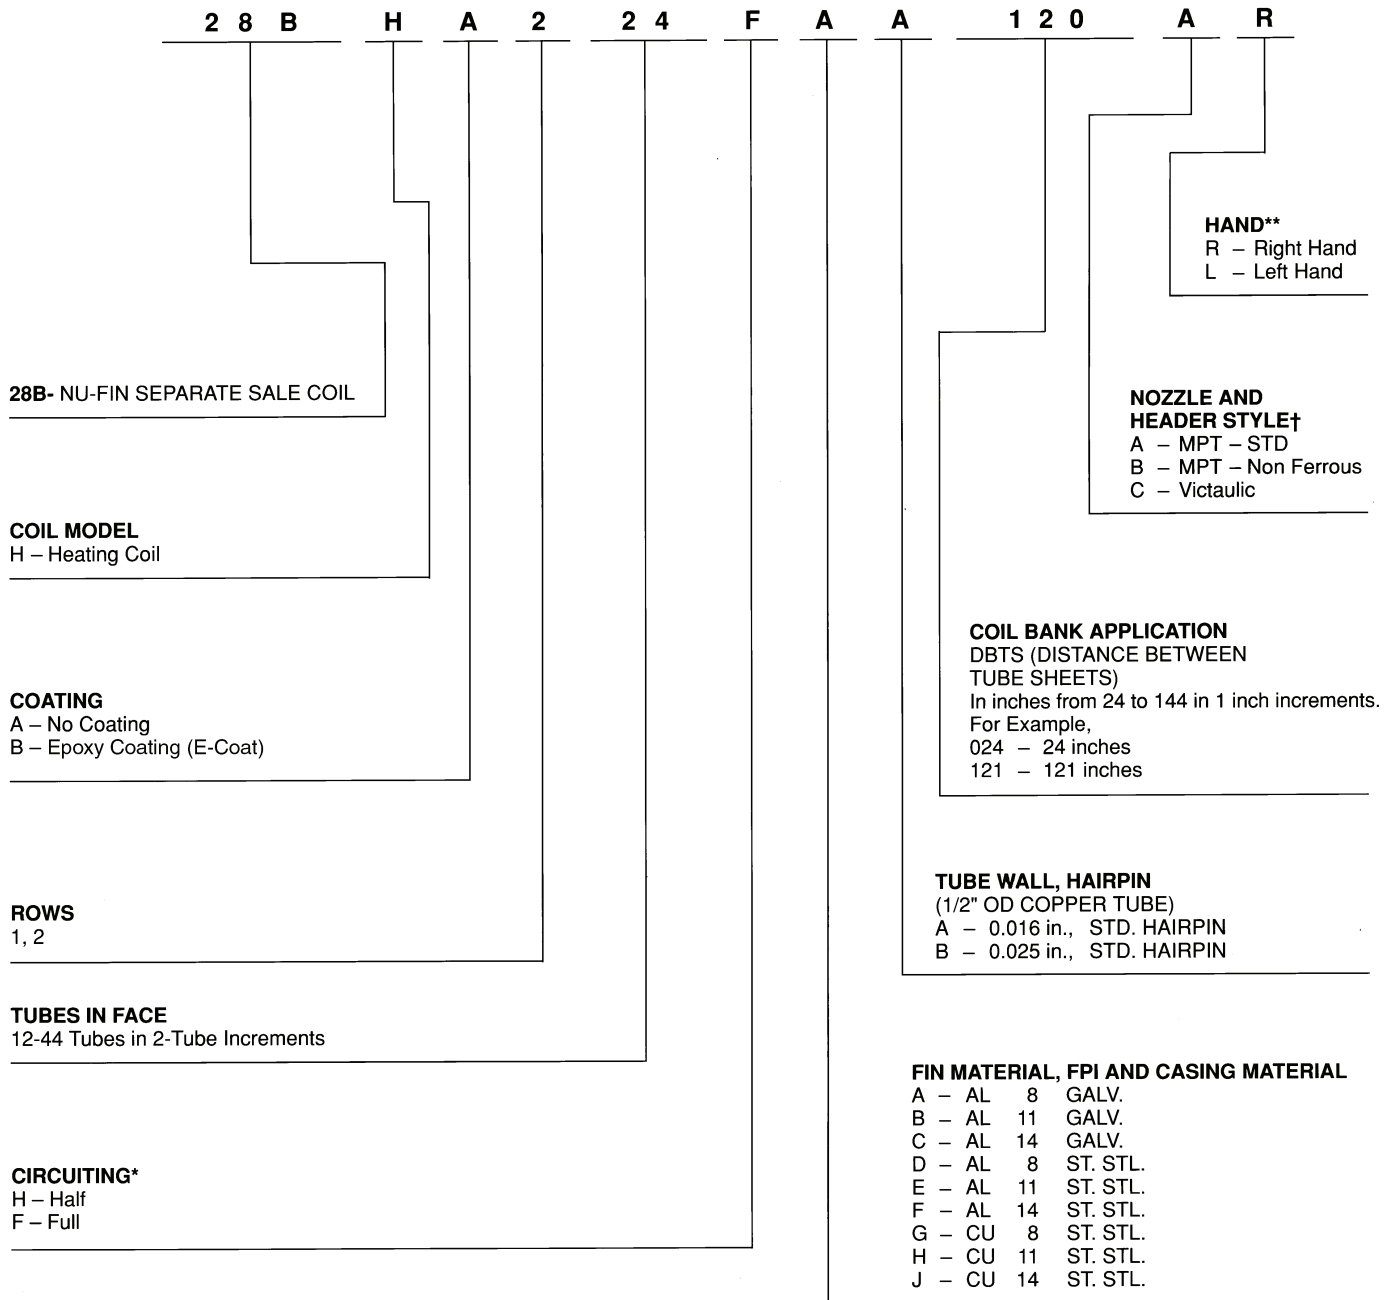 2 8 B H A 2 2 4 F A A 1 2 0 A R
HAND**
R – Right Hand
L – Left Hand
28B- NU-FIN SEPARATE SALE COIL
NOZZLE AND
HEADER STYLE†
A – MPT – STD
B – MPT – Non Ferrous
C – Victaulic
COIL MODEL
H – Heating Coil
COIL BANK APPLICATION
DBTS (DISTANCE BETWEEN
TUBE SHEETS)
In inches from 24 to 144 in 1 inch increments.
For Example,
024 – 24 inches
121 – 121 inches
COATING
A – No Coating
B – Epoxy Coating (E-Coat)
TUBE WALL, HAIRPIN
(1/2" OD COPPER TUBE)
A – 0.016 in., STD. HAIRPIN
B – 0.025 in., STD. HAIRPIN
ROWS
1, 2
TUBES IN FACE
12-44 Tubes in 2-Tube Increments
FIN MATERIAL, FPI AND CASING MATERIAL
A – AL 8 GALV.
B – AL 11 GALV.
C – AL 14 GALV.
D – AL 8 ST. STL.
E – AL 11 ST. STL.
F – AL 14 ST. STL.
G – CU 8 ST. STL.
H – CU 11 ST. STL.
J – CU 14 ST. STL.
CIRCUITING*
H – Half
F – Full